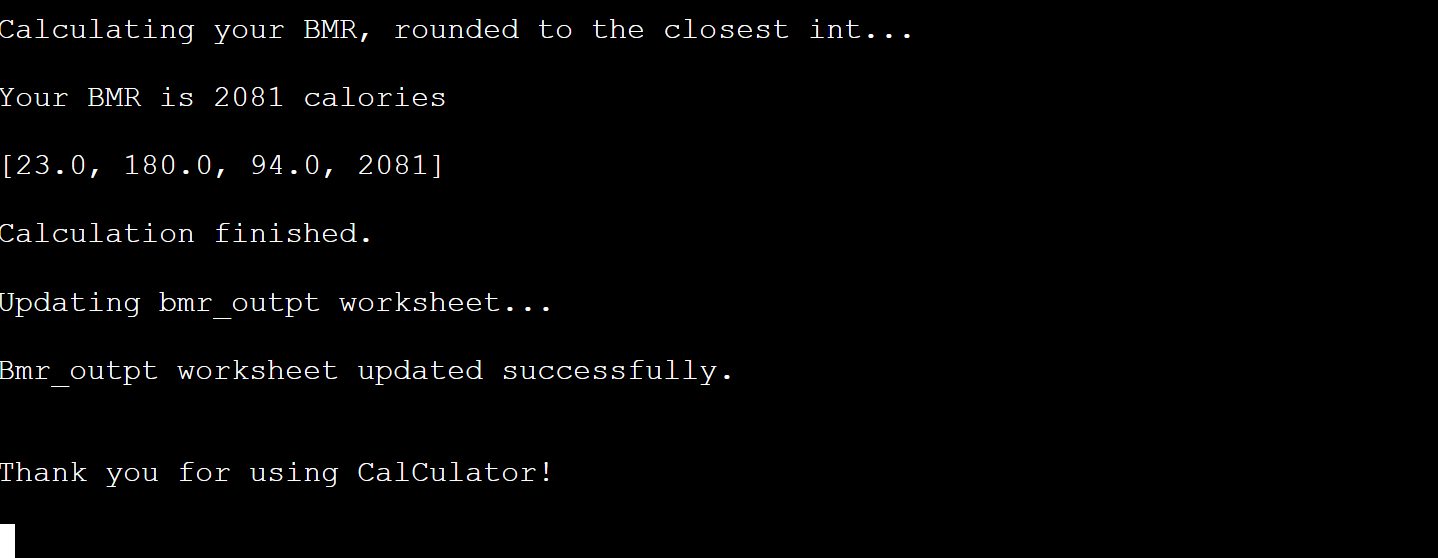 Calculating your BMR, rounded to the closest int...
Your BMR is 2081 calories
[23.0, 180.0, 94.0, 2081]
Calculation finished.
Updating bmr_outpt worksheet...
Bmr_outpt worksheet updated successfully.
Thank you for using CalCulator!